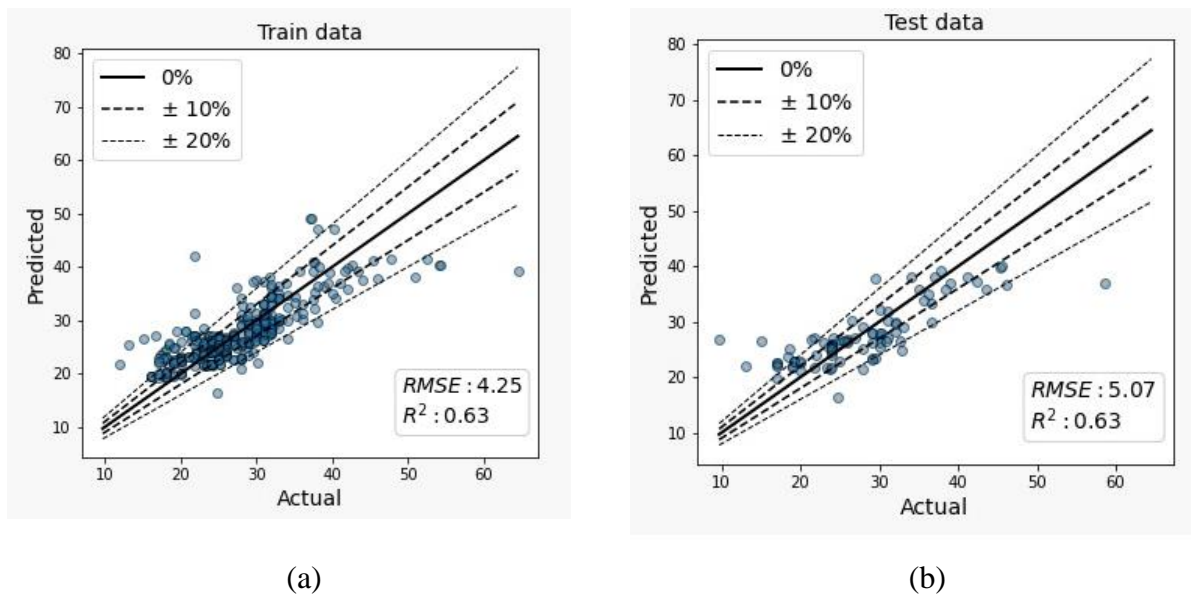 Train data
80
70
60
50
40
30
20
10
Predicted
0%
± 10%
± 20%
RMSE : 4.25
R² : 0.63
10 20 30 40 50 60
Actual
(a)
Test data
80
70
60
50
40
30
20
10
Predicted
0%
± 10%
± 20%
RMSE : 5.07
R² : 0.63
10 20 30 40 50 60
Actual
(b)